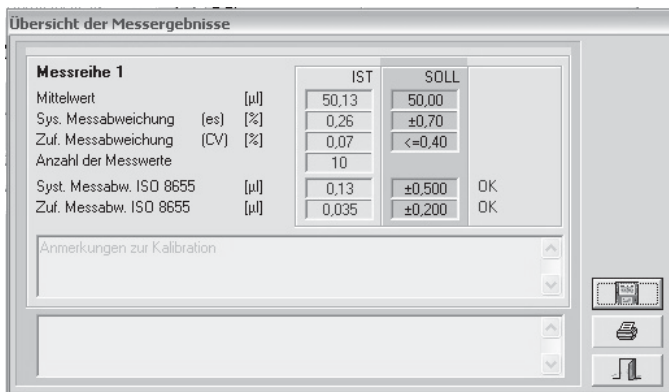 Übersicht der Messergebnisse
Messreihe 1 IST SOLL
Mittelwert [µl] 50,13 50,00
Sys. Messabweichung (es) [%] 0,26 ±0,70
Zuf. Messabweichung (CV) [%] 0,07 <=0,40
Anzahl der Messwerte 10
Syst. Messabw. ISO 8655 [µl] 0,13 ±0,500 OK
Zuf. Messabw. ISO 8655 [µl] 0,035 ±0,200 OK
Anmerkungen zur Kalibration